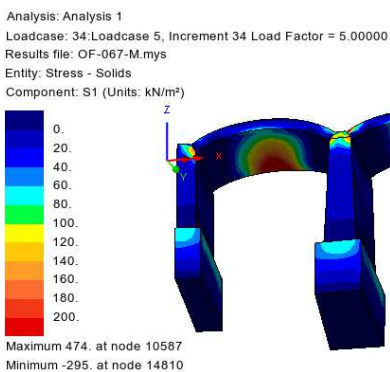 Analysis: Analysis 1
Loadcase: 34:Loadcase 5, Increment 34 Load Factor = 5.00000
Results file: OF-067-M.mys
Entity: Stress - Solids
Component: S1 (Units: kN/m²)
0.
20.
40.
60.
80.
100.
120.
140.
160.
180.
200.
Z
X
Y
Maximum 474. at node 10587
Minimum -295. at node 14810